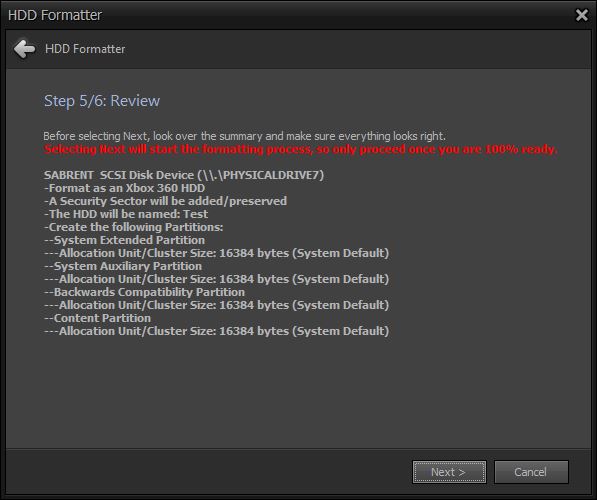 HDD Formatter
HDD Formatter
Step 5/6: Review
Before selecting Next, look over the summary and make sure everything looks right.
Selecting Next will start the formatting process, so only proceed once you are 100% ready.
SABRENT  SCSI Disk Device (\\.\PHYSICALDRIVE7)
-Format as an Xbox 360 HDD
-A Security Sector will be added/preserved
-The HDD will be named: Test
-Create the following Partitions:
--System Extended Partition
---Allocation Unit/Cluster Size: 16384 bytes (System Default)
--System Auxiliary Partition
---Allocation Unit/Cluster Size: 16384 bytes (System Default)
--Backwards Compatibility Partition
---Allocation Unit/Cluster Size: 16384 bytes (System Default)
--Content Partition
---Allocation Unit/Cluster Size: 16384 bytes (System Default)
Next > Cancel